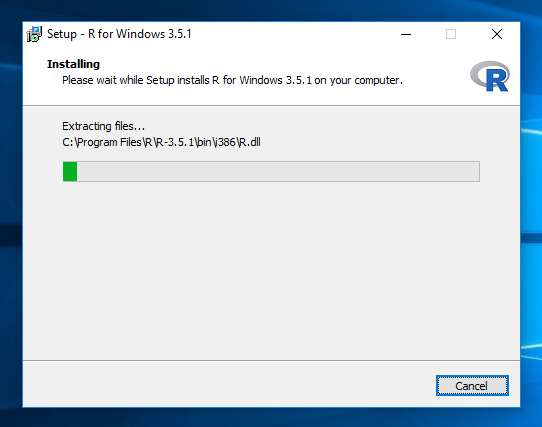 Setup - R for Windows 3.5.1
Installing
Please wait while Setup installs R for Windows 3.5.1 on your computer.
R
Extracting files...
C:\Program Files\R\R-3.5.1\bin\i386\R.dll
Cancel